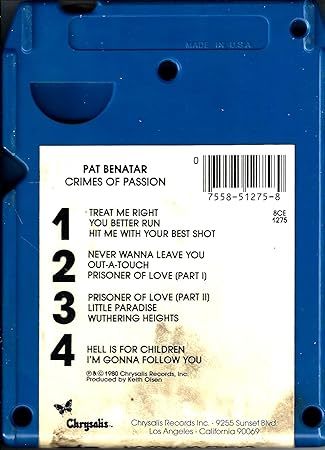 MADE IN U.S.A.
PAT BENATAR
CRIMES OF PASSION
0
7558-51275-8
8CE
1275
1
TREAT ME RIGHT
YOU BETTER RUN
HIT ME WITH YOUR BEST SHOT
2
NEVER WANNA LEAVE YOU
OUT-A-TOUCH
PRISONER OF LOVE (PART I)
3
PRISONER OF LOVE (PART II)
LITTLE PARADISE
WUTHERING HEIGHTS
4
HELL IS FOR CHILDREN
I'M GONNA FOLLOW YOU
℗ & © 1980 Chrysalis Records, Inc.
Produced by Keith Olsen
Chrysalis™
Chrysalis Records Inc. • 9255 Sunset Blvd.
Los Angeles • California 90069